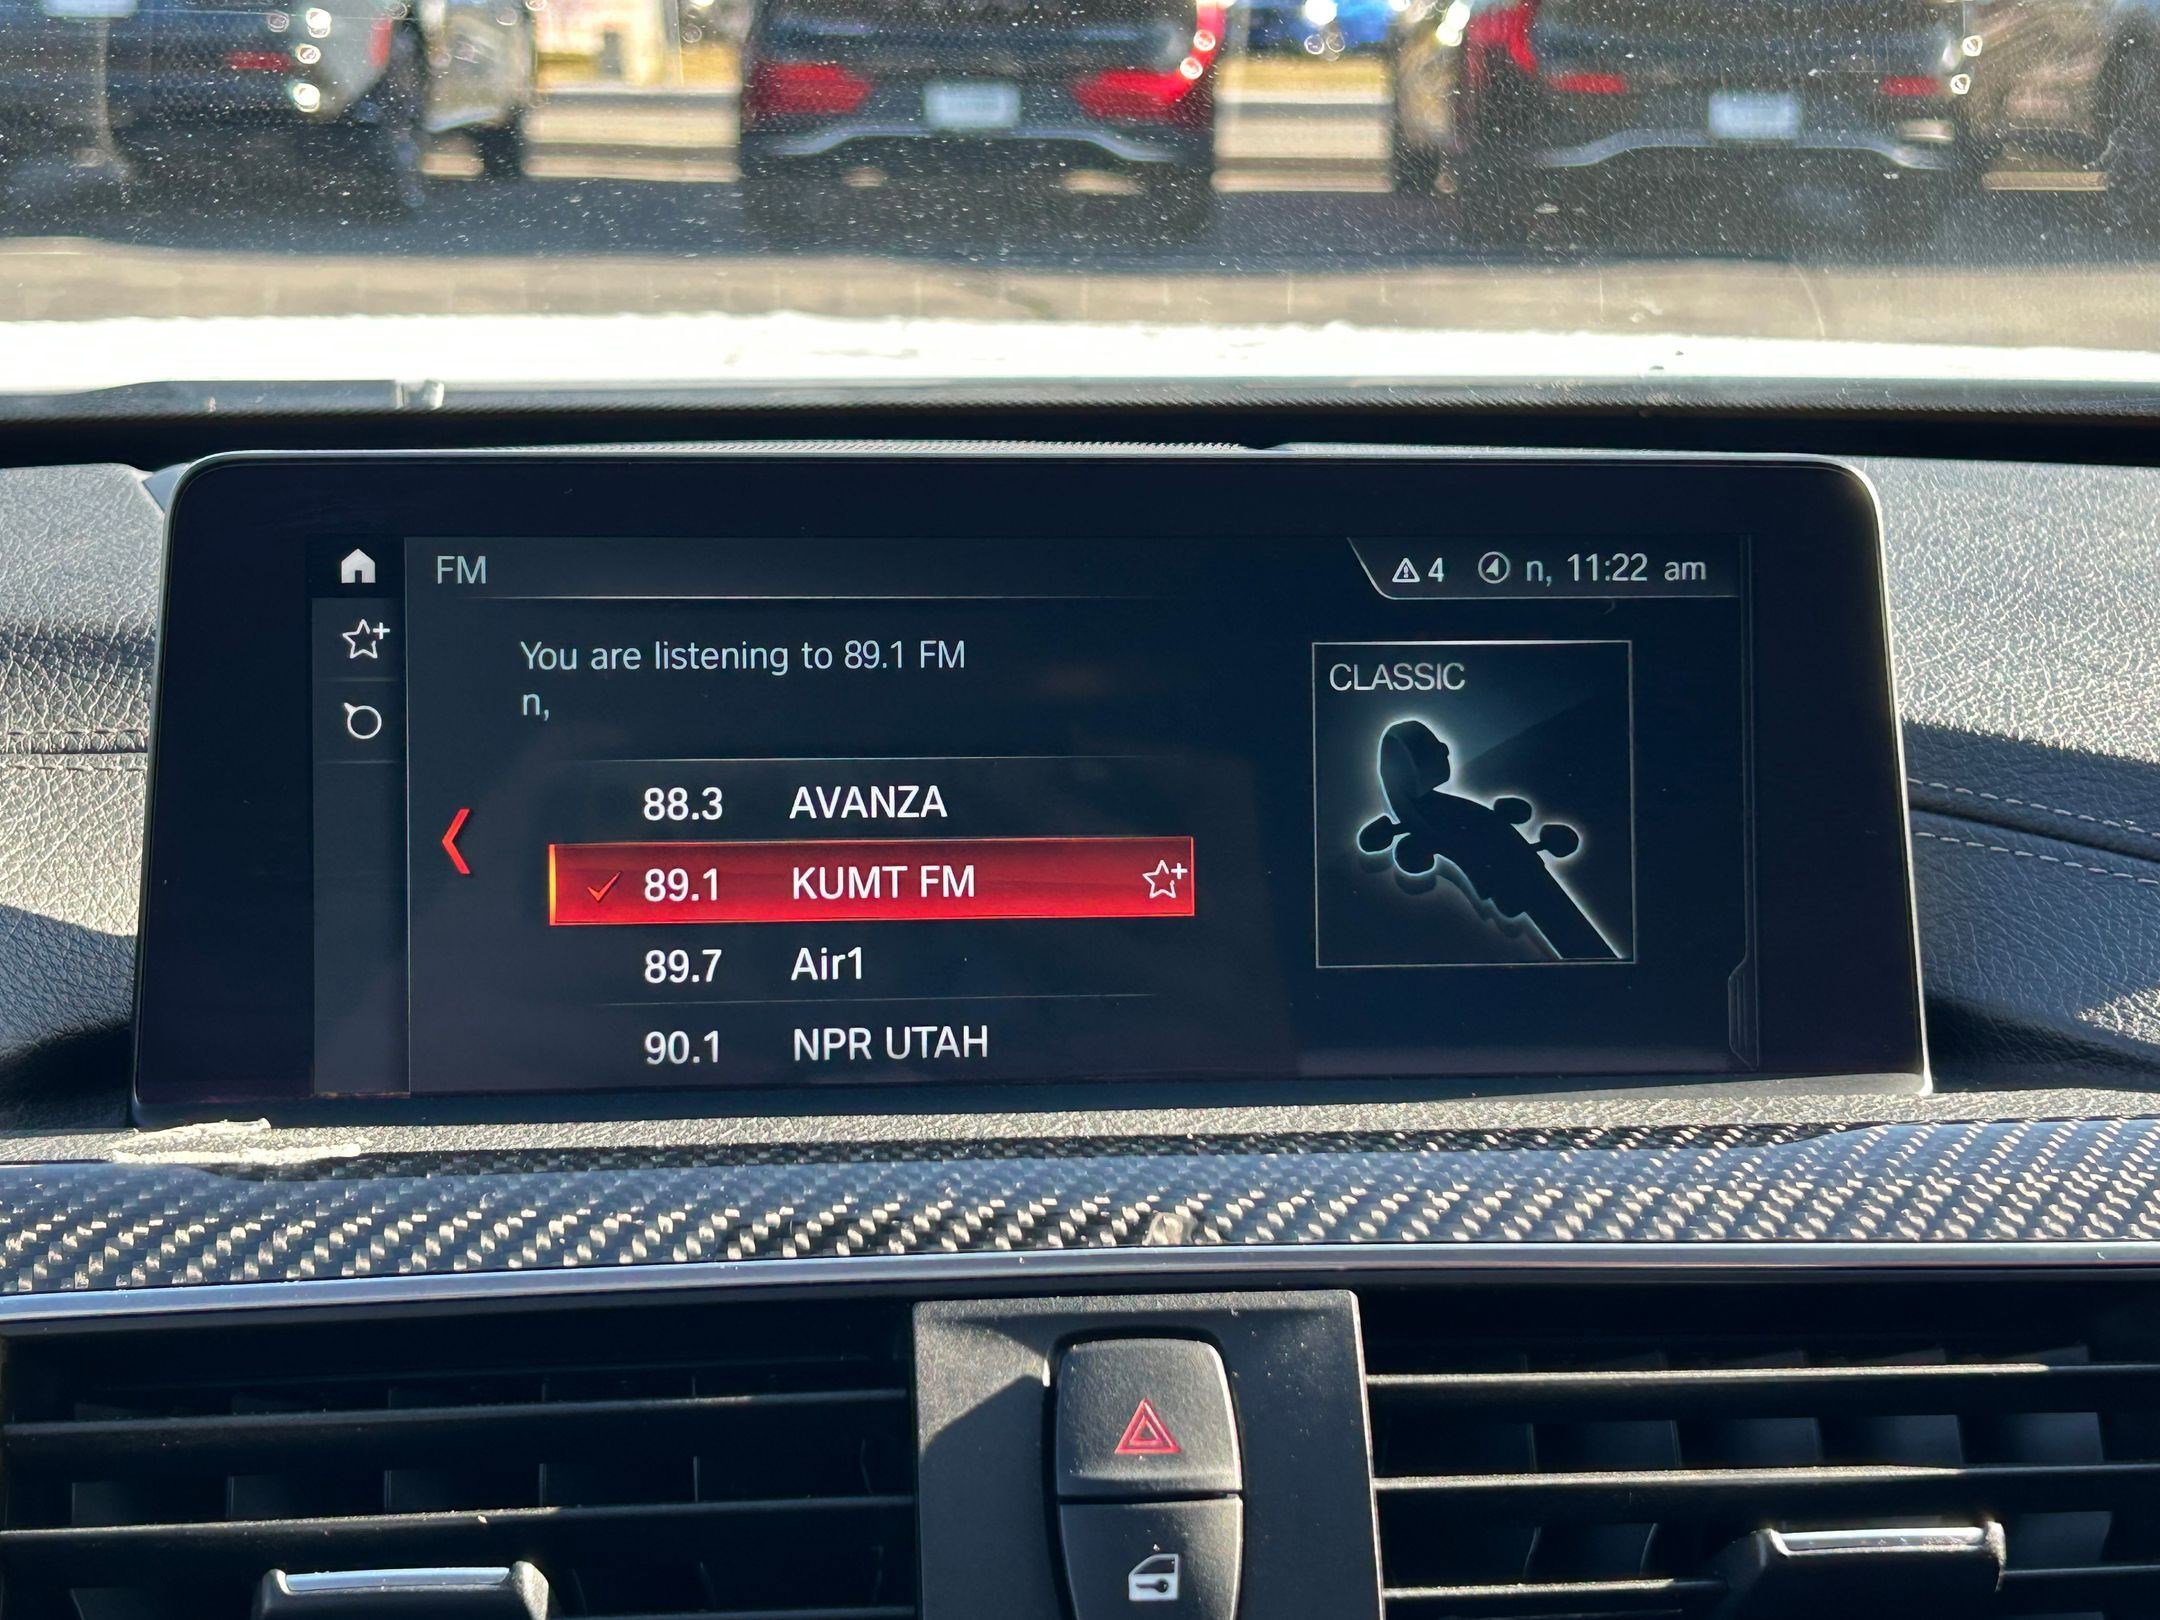 FM
4 n, 11:22 am
You are listening to 89.1 FM
n,
CLASSIC
88.3 AVANZA
89.1 KUMT FM
89.7 Air1
90.1 NPR UTAH